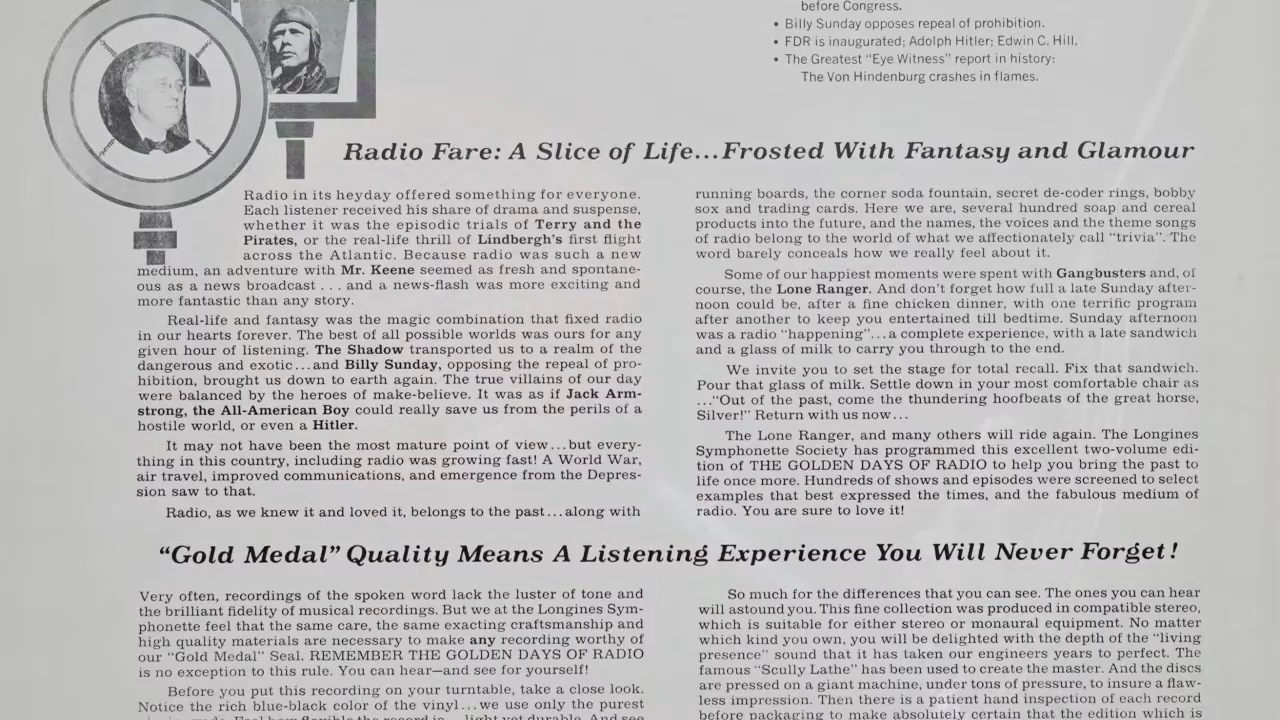 before Congress.
• Billy Sunday opposes repeal of prohibition.
• FDR is inaugurated; Adolph Hitler; Edwin C. Hill.
• The Greatest “Eye Witness” report in history:
The Von Hindenburg crashes in flames.
Radio Fare: A Slice of Life...Frosted With Fantasy and Glamour
Radio in its heyday offered something for everyone.
Each listener received his share of drama and suspense,
whether it was the episodic trials of Terry and the
Pirates, or the real-life thrill of Lindbergh’s first flight
across the Atlantic. Because radio was such a new
medium, an adventure with Mr. Keene seemed as fresh and spontane-
ous as a news broadcast . . . and a news-flash was more exciting and
more fantastic than any story.
Real-life and fantasy was the magic combination that fixed radio
in our hearts forever. The best of all possible worlds was ours for any
given hour of listening. The Shadow transported us to a realm of the
dangerous and exotic...and Billy Sunday, opposing the repeal of pro-
hibition, brought us down to earth again. The true villains of our day
were balanced by the heroes of make-believe. It was as if Jack Arm-
strong, the All-American Boy could really save us from the perils of a
hostile world, or even a Hitler.
It may not have been the most mature point of view...but every-
thing in this country, including radio was growing fast! A World War,
air travel, improved communications, and emergence from the Depres-
sion saw to that.
Radio, as we knew it and loved it, belongs to the past...along with
running boards, the corner soda fountain, secret de-coder rings, bobby
sox and trading cards. Here we are, several hundred soap and cereal
products into the future, and the names, the voices and the theme songs
of radio belong to the world of what we affectionately call “trivia”. The
word barely conceals how we really feel about it.
Some of our happiest moments were spent with Gangbusters and, of
course, the Lone Ranger. And don’t forget how full a late Sunday after-
noon could be, after a fine chicken dinner, with one terrific program
after another to keep you entertained till bedtime. Sunday afternoon
was a radio “happening”...a complete experience, with a late sandwich
and a glass of milk to carry you through to the end.
We invite you to set the stage for total recall. Fix that sandwich.
Pour that glass of milk. Settle down in your most comfortable chair as
...“Out of the past, come the thundering hoofbeats of the great horse,
Silver!” Return with us now...
The Lone Ranger, and many others will ride again. The Longines
Symphonette Society has programmed this excellent two-volume edi-
tion of THE GOLDEN DAYS OF RADIO to help you bring the past to
life once more. Hundreds of shows and episodes were screened to select
examples that best expressed the times, and the fabulous medium of
radio. You are sure to love it!
“Gold Medal” Quality Means A Listening Experience You Will Never Forget!
Very often, recordings of the spoken word lack the luster of tone and
the brilliant fidelity of musical recordings. But we at the Longines Sym-
phonette feel that the same care, the same exacting craftsmanship and
high quality materials are necessary to make any recording worthy of
our “Gold Medal” Seal. REMEMBER THE GOLDEN DAYS OF RADIO
is no exception to this rule. You can hear—and see for yourself!
Before you put this recording on your turntable, take a close look.
Notice the rich blue-black color of the vinyl...we use only the purest
So much for the differences that you can see. The ones you can hear
will astound you. This fine collection was produced in compatible stereo,
which is suitable for either stereo or monaural equipment. No matter
which kind you own, you will be delighted with the depth of the “living
presence” sound that it has taken our engineers years to perfect. The
famous “Scully Lathe” has been used to create the master. And the discs
are pressed on a giant machine, under tons of pressure, to insure a flaw-
less impression. Then there is a patient hand inspection of each record
before packaging to make absolutely certain that the edition which is